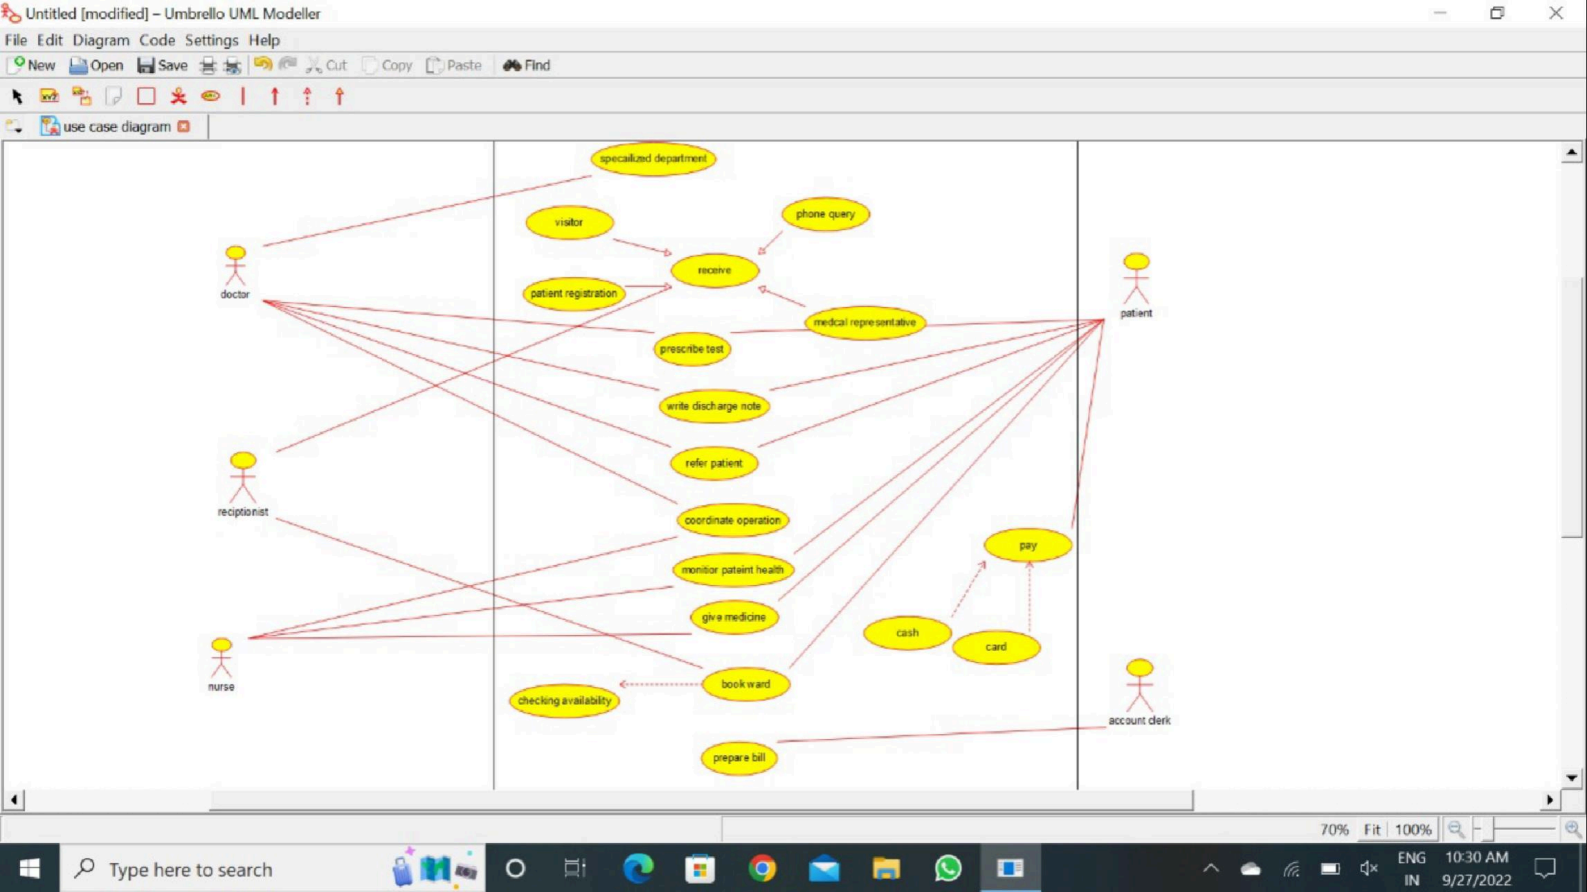 Untitled [modified] – Umbrello UML Modeller
File Edit Diagram Code Settings Help
New Open Save Cut Copy Paste Find
use case diagram
specailized department
visitor
phone query
receive
patient registration
medcal representative
doctor
patient
prescribe test
write discharge note
refer patient
reciptionist
coordinate operation
pay
monitior pateint health
give medicine
cash
card
nurse
book ward
checking availability
account clerk
prepare bill
70% Fit 100%
Type here to search
ENG
IN
10:30 AM
9/27/2022